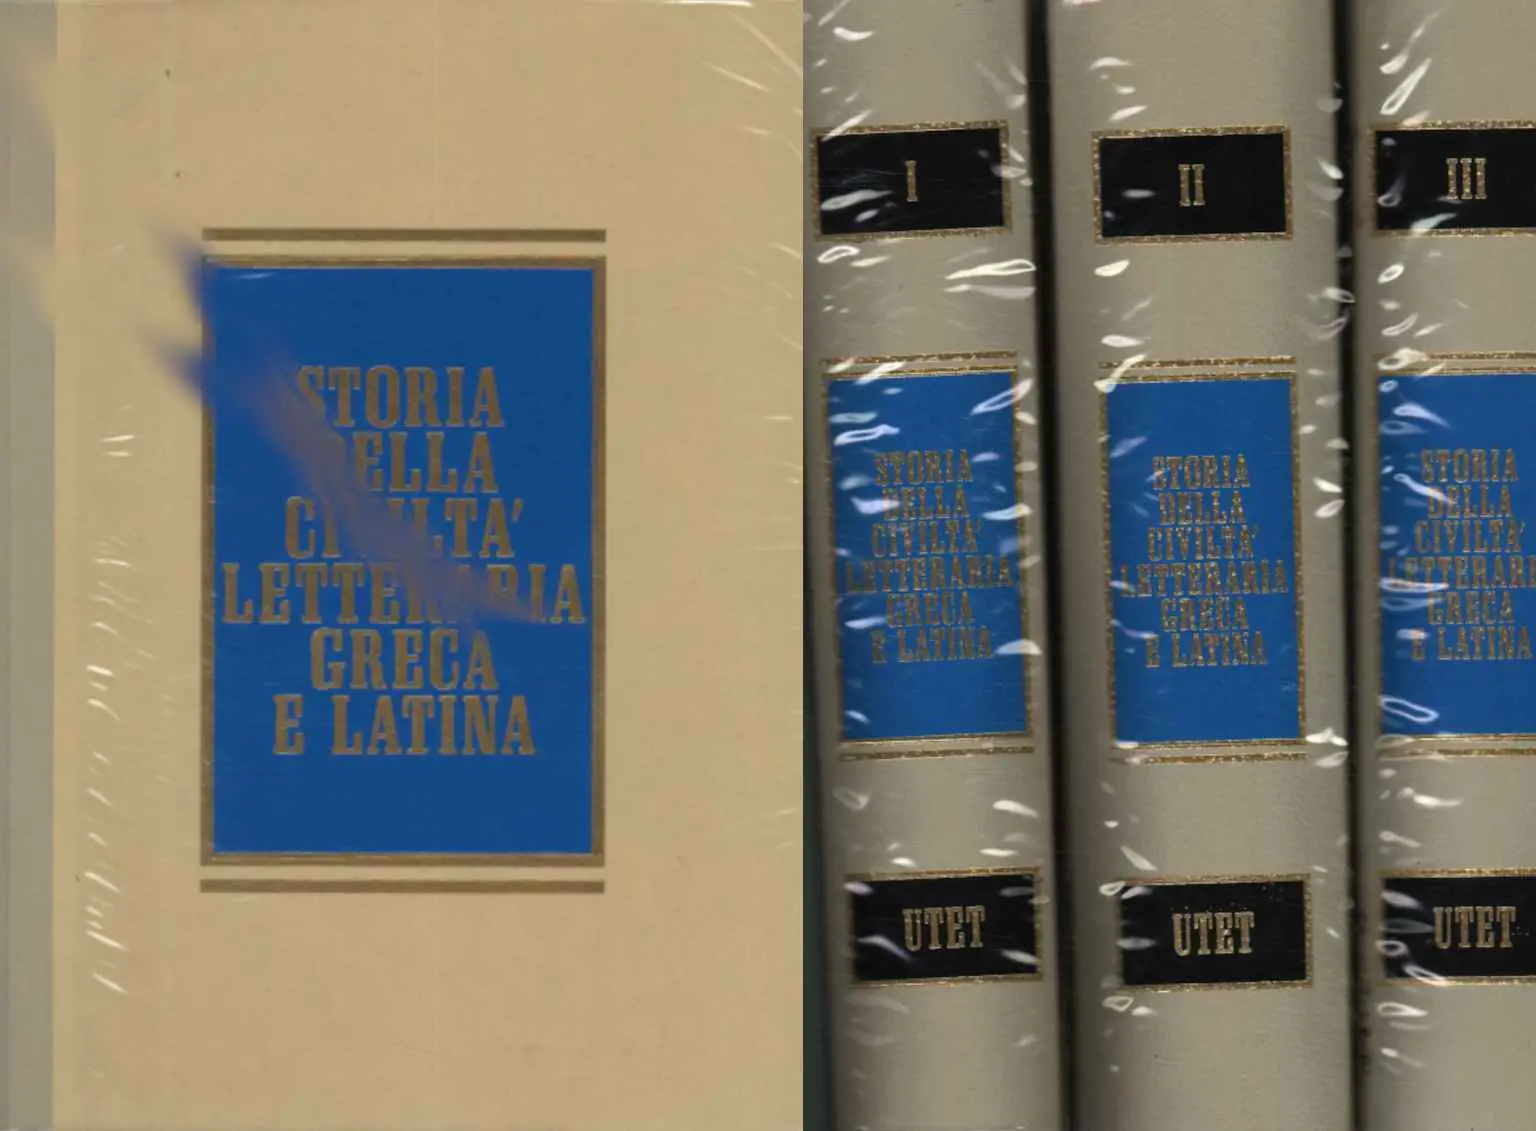 STORIA
DELLA
CIVILTA'
LETTERARIA
GRECA
E LATINA
I
STORIA
DELLA
CIVILTA'
LETTERARIA
GRECA
E LATINA
UTET
II
STORIA
DELLA
CIVILTA'
LETTERARIA
GRECA
E LATINA
UTET
III
STORIA
DELLA
CIVILTA'
LETTERARI
GRECA
E LATINA
UTET